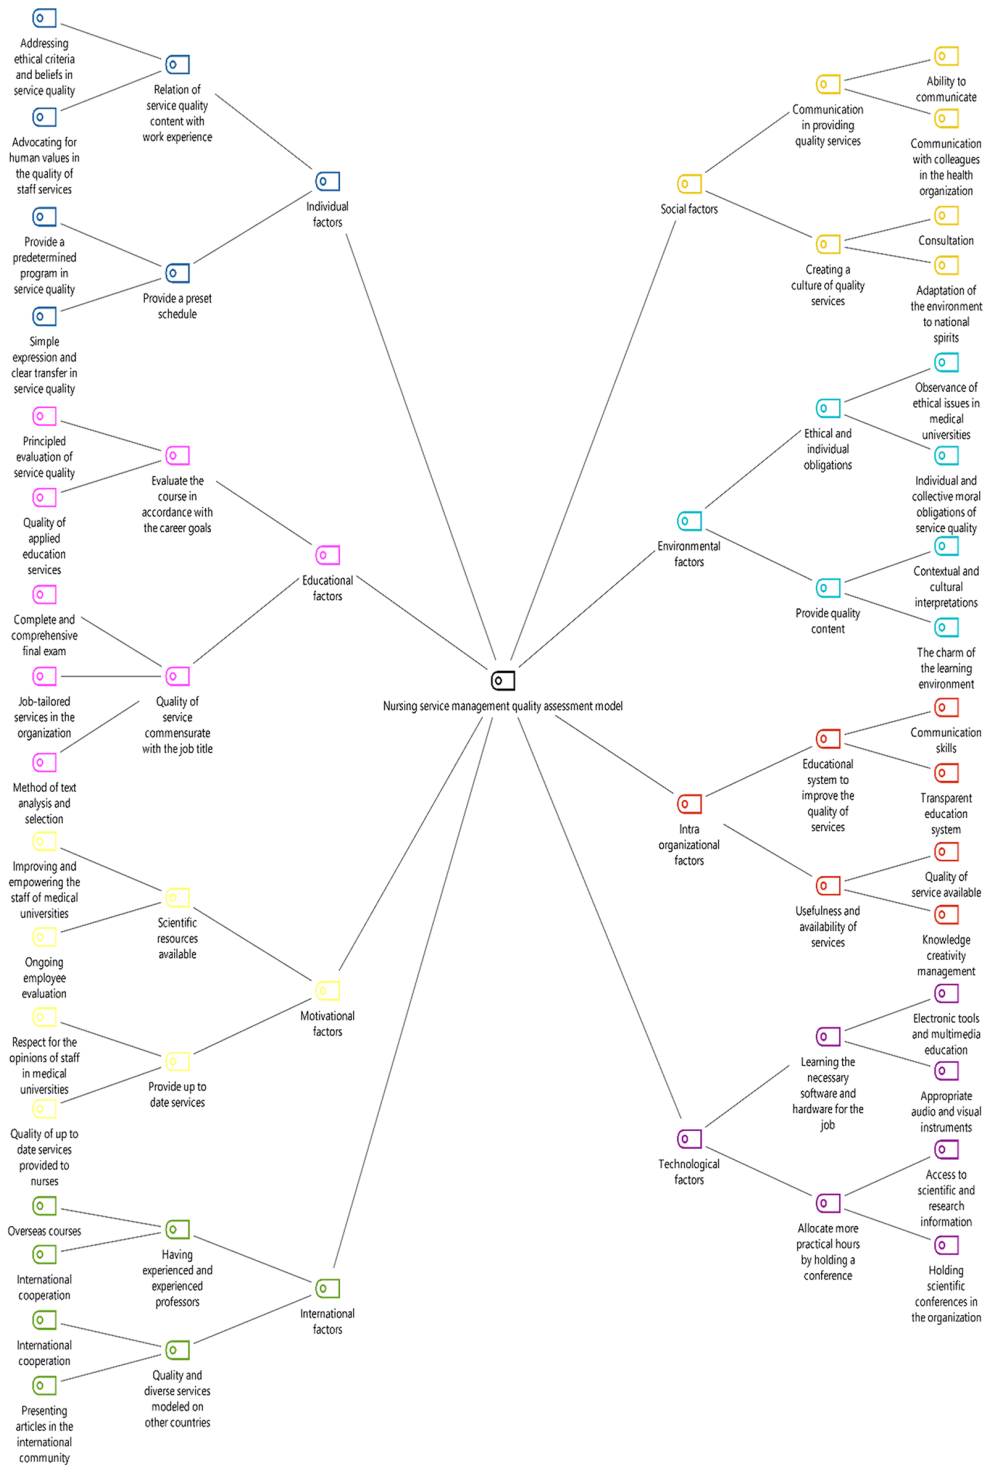 Addressing
ethical criteria
and beliefs in
service quality
Advocating for
human values in
the quality of
staff services
Relation of
service quality
content with
work experience
Provide a
predetermined
program in
service quality
Simple
expression and
clear transfer in
service quality
Provide a preset
schedule
Individual
factors
Principled
evaluation of
service quality
Quality of
applied
education
services
Evaluate the
course in
accordance with
the career goals
Complete and
comprehensive
final exam
Job-tailored
services in the
organization
Method of text
analysis and
selection
Quality of
service
commensurate
with the job title
Educational
factors
Improving and
empowering the
staff of medical
universities
Ongoing
employee
evaluation
Scientific
resources
available
Respect for the
opinions of staff
in medical
universities
Quality of up to
date services
provided to
nurses
Provide up to
date services
Motivational
factors
Overseas courses
International
cooperation
Having
experienced and
experienced
professors
International
cooperation
Presenting
articles in the
international
community
Quality and
diverse services
modeled on
other countries
International
factors
Nursing service management quality assessment model
Social factors
Communication
in providing
quality services
Ability to
communicate
Communication
with colleagues
in the health
organization
Creating a
culture of quality
services
Consultation
Adaptation of
the environment
to national
spirits
Environmental
factors
Ethical and
individual
obligations
Observance of
ethical issues in
medical
universities
Individual and
collective moral
obligations of
service quality
Provide quality
content
Contextual and
cultural
interpretations
The charm of
the learning
environment
Intra
organizational
factors
Educational
system to
improve the
quality of
services
Communication
skills
Transparent
education
system
Usefulness and
availability of
services
Quality of
service available
Knowledge
creativity
management
Technological
factors
Learning the
necessary
software and
hardware for the
job
Electronic tools
and multimedia
education
Appropriate
audio and visual
instruments
Allocate more
practical hours
by holding a
conference
Access to
scientific and
research
information
Holding
scientific
conferences in
the organization